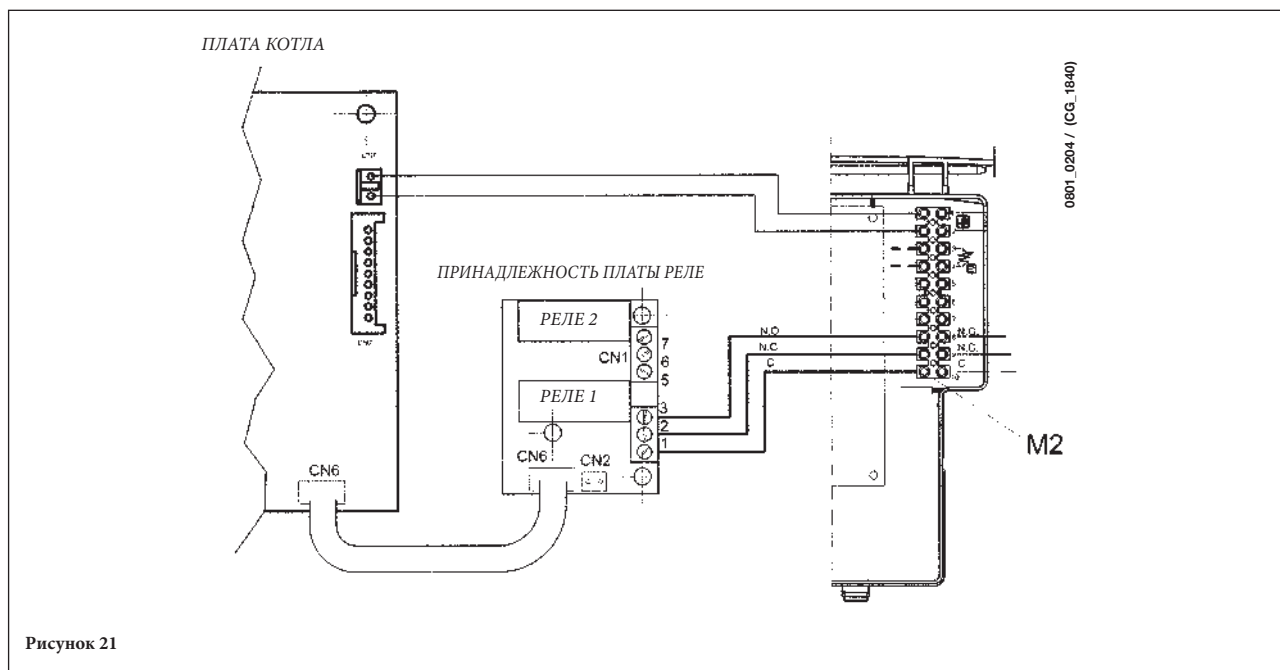 ПЛАТА КОТЛА
0801_0204 / (CG_1840)
ПРИНАДЛЕЖНОСТЬ ПЛАТЫ РЕЛЕ
РЕЛЕ 2
CN1
7
6
5
РЕЛЕ 1
3
2
1
CN6
CN2
CN6
N.O
N.C
C
N.C.
C
M2
Рисунок 21